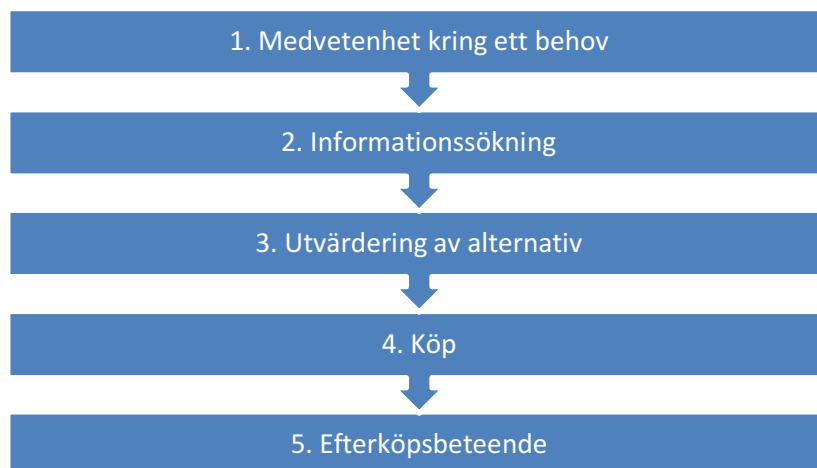 1. Medvetenhet kring ett behov
2. Informationssökning
3. Utvärdering av alternativ
4. Köp
5. Efterköpsbeteende